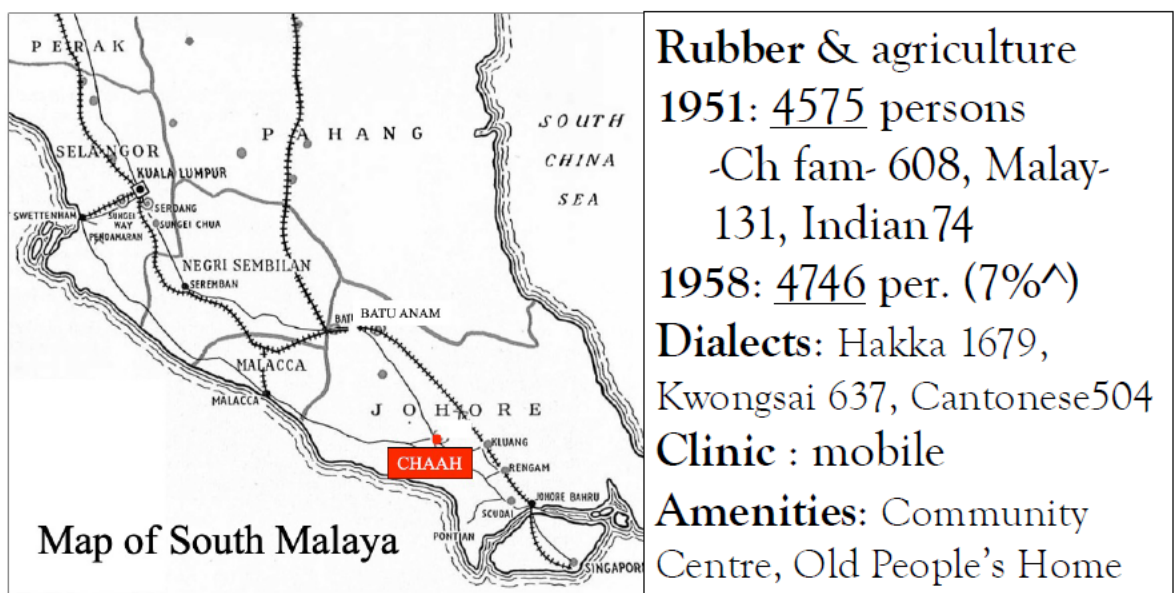 PERAK
SOUTH
CHINA
SEA
PAHANG
SELANGOR
KUALA LUMPUR
SWETTENHAM
SUNGEI WAY
SERDANG
SUNGEI CHUA
PENDAMARAN
NEGRI SEMBILAN
SEREMBAN
BATU ANAM
MALACCA
MALACCA
JOHORE
KLUANG
CHAAH
RENGAM
JOHORE BAHRU
SCUDAI
PONTIAN
SINGAPOR
Map of South Malaya
Rubber & agriculture
1951: 4575 persons
-Ch fam- 608, Malay-
131, Indian74
1958: 4746 per. (7%^)
Dialects: Hakka 1679,
Kwongsai 637, Cantonese504
Clinic : mobile
Amenities: Community
Centre, Old People's Home